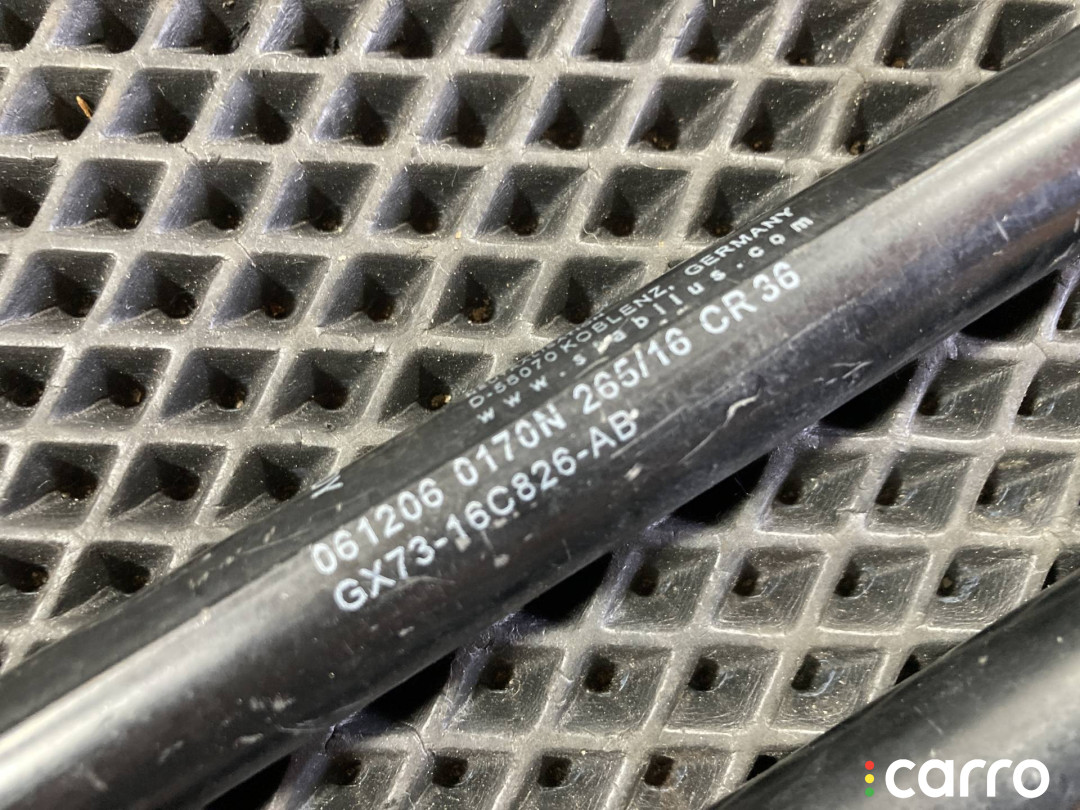 D-56070 KOBLENZ, GERMANY
www.stabilus.com
061206 0170N 265/16 CR 36
GX73-16C826-AB
carro